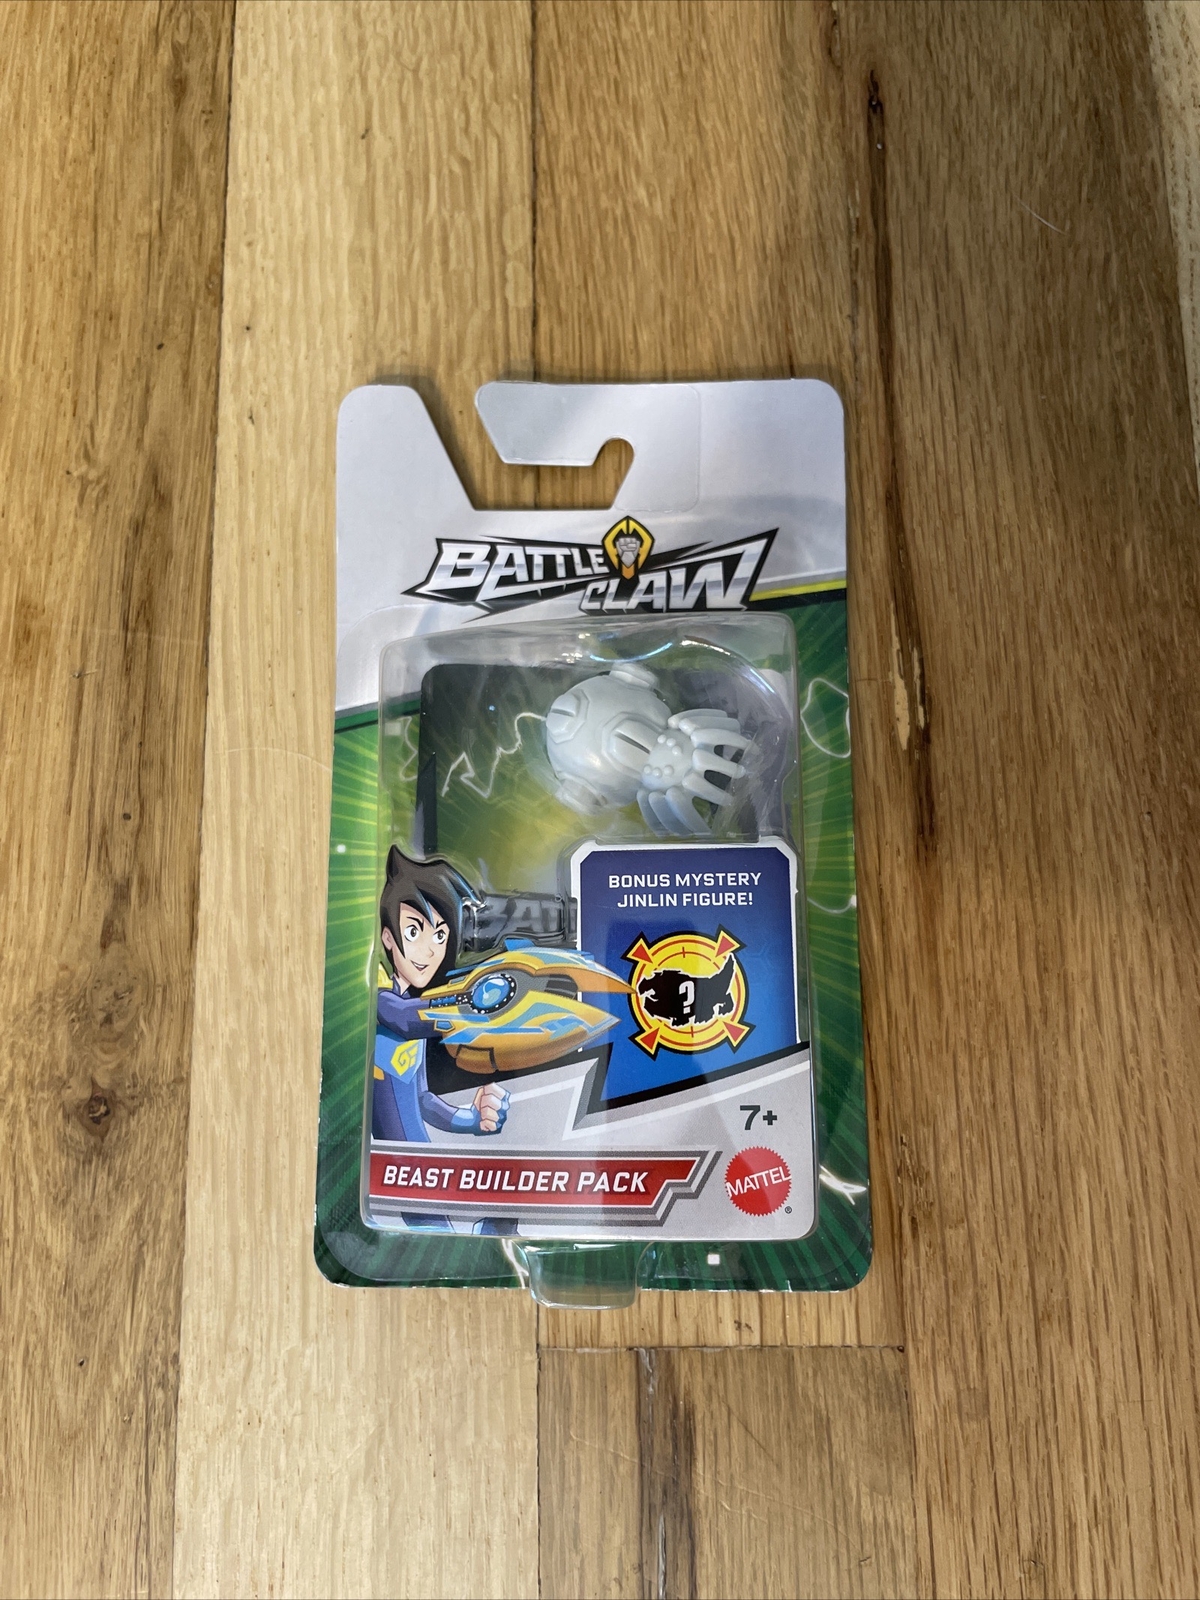 BATTLE
CLAW
BONUS MYSTERY
JINLIN FIGURE!
?
7+
BEAST BUILDER PACK
MATTEL
®